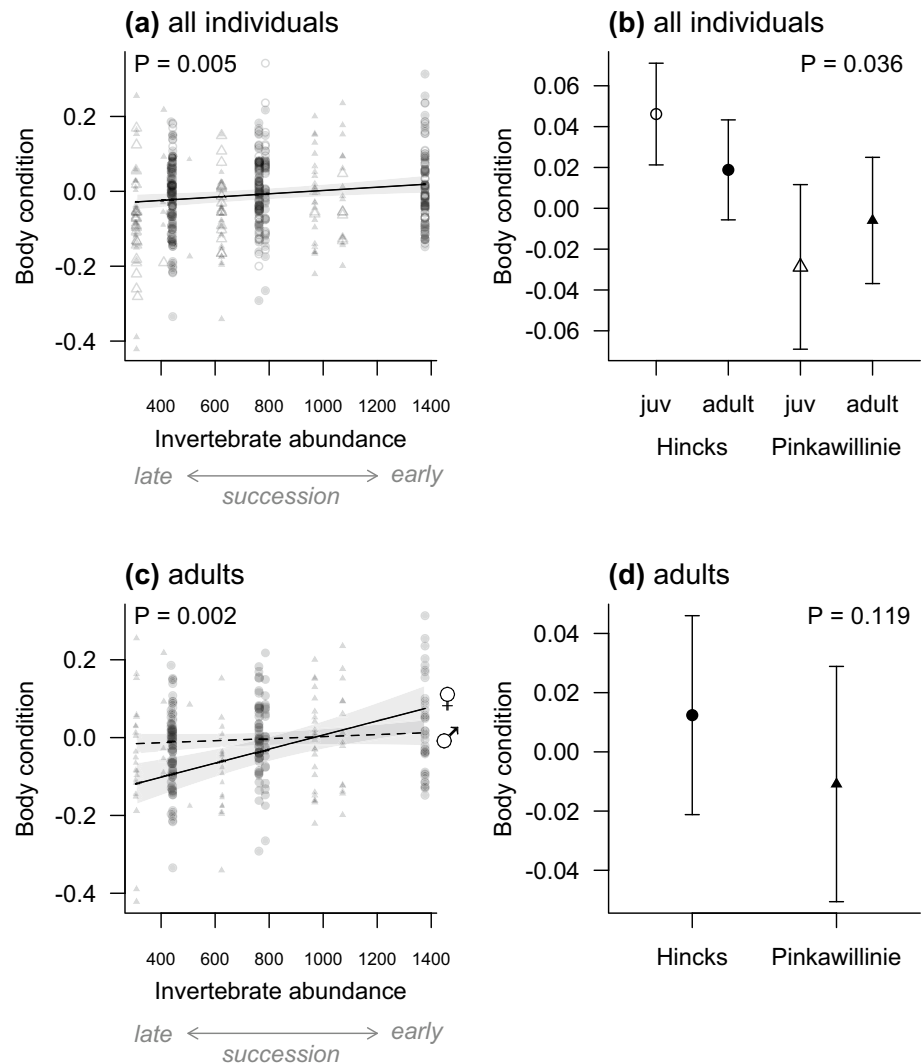 (a) all individuals
P = 0.005
Body condition
0.2
0.0
-0.2
-0.4
400 600 800 1000 1200 1400
Invertebrate abundance
late early
succession
(b) all individuals
P = 0.036
Body condition
0.06
0.04
0.02
0.00
-0.02
-0.04
-0.06
juv adult juv adult
Hincks Pinkawillinie
(c) adults
P = 0.002
Body condition
0.2
0.0
-0.2
-0.4
♀
♂
400 600 800 1000 1200 1400
Invertebrate abundance
late early
succession
(d) adults
P = 0.119
Body condition
0.04
0.02
0.00
-0.02
-0.04
Hincks Pinkawillinie